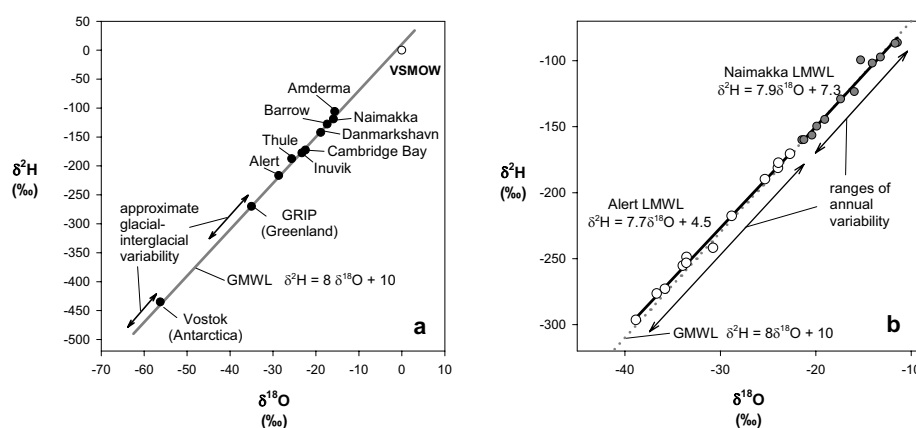 50
0
-50
-100
-150
-200
-250
-300
-350
-400
-450
-500
δ²H
(‰)
-70
-60
-50
-40
-30
-20
-10
0
10
δ¹⁸O
(‰)
VSMOW
Amderma
Barrow
Naimakka
Danmarkshavn
Thule
Cambridge Bay
Alert
Inuvik
approximate
glacial-
interglacial
variability
GRIP
(Greenland)
GMWL δ²H = 8 δ¹⁸O + 10
Vostok
(Antarctica)
a
-100
-150
-200
-250
-300
δ²H
(‰)
-40
-30
-20
-10
δ¹⁸O
(‰)
Naimakka LMWL
δ²H = 7.9δ¹⁸O + 7.3
Alert LMWL
δ²H = 7.7δ¹⁸O + 4.5
ranges of
annual
variability
GMWL δ²H = 8δ¹⁸O + 10
b